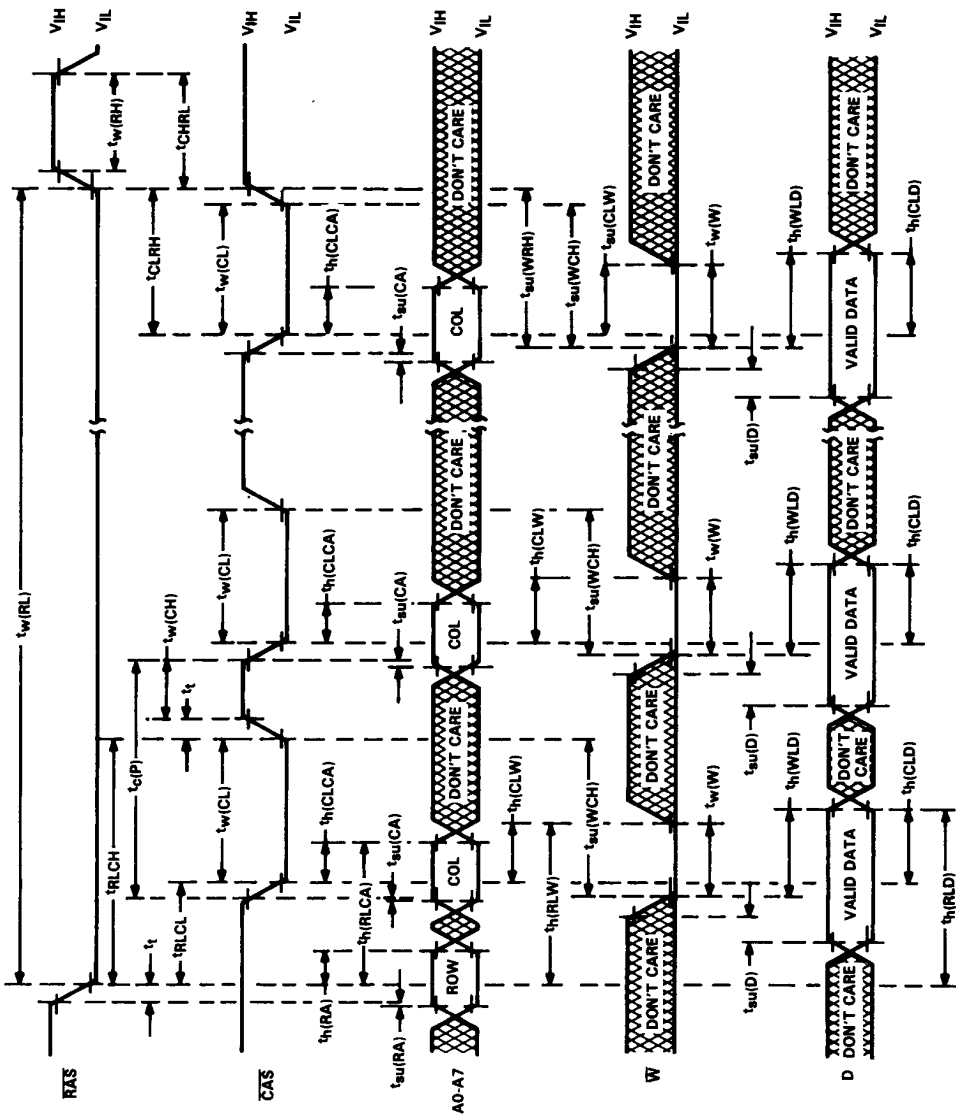 RAS
tw(RL)
VIH
VIL
tt
tRLCH
tRLCL
tc(P)
tt
tw(CH)
tCLRH
tw(RH)
tCHRL
CAS
VIH
VIL
tw(CL)
tw(CL)
tw(CL)
th(RA)
tsu(RA)
th(RLCA)
th(CLCA)
tsu(CA)
th(CLCA)
tsu(CA)
th(CLCA)
tsu(CA)
A0-A7
ROW
COL
DON'T CARE
COL
DON'T CARE
COL
DON'T CARE
VIH
VIL
th(CLW)
th(RLW)
tsu(WCH)
th(CLW)
tsu(WCH)
tsu(WRH)
tsu(WCH)
tsu(CLW)
W
DON'T CARE
DON'T CARE
DON'T CARE
DON'T CARE
VIH
VIL
tw(W)
tw(W)
tw(W)
tsu(D)
th(WLD)
tsu(D)
th(WLD)
tsu(D)
th(WLD)
D
DON'T CARE
VALID DATA
DON'T
CARE
VALID DATA
DON'T CARE
VALID DATA
DON'T CARE
VIH
VIL
th(CLD)
th(CLD)
th(CLD)
th(RLD)